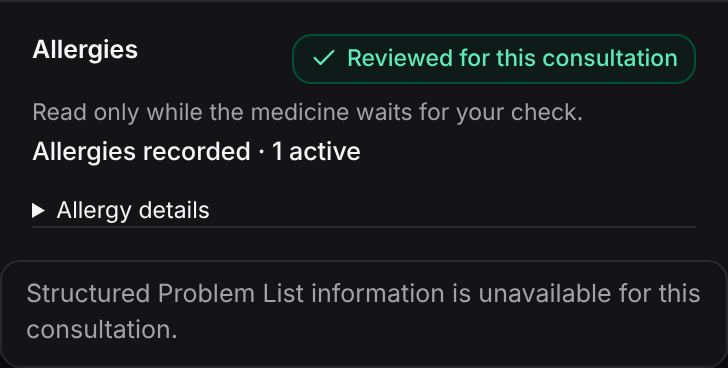 Allergies
✓ Reviewed for this consultation
Read only while the medicine waits for your check.
Allergies recorded · 1 active
▶ Allergy details
Structured Problem List information is unavailable for this
consultation.